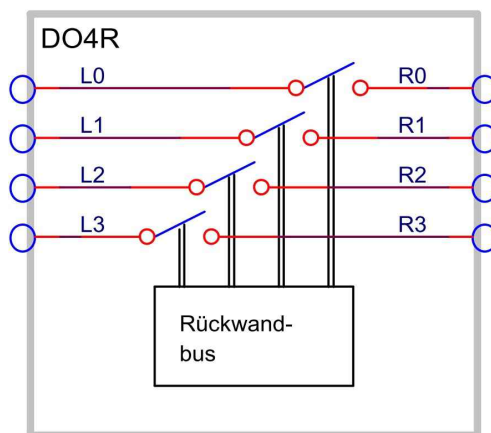 DO4R
L0 R0
L1 R1
L2 R2
L3 R3
Rückwand-
bus